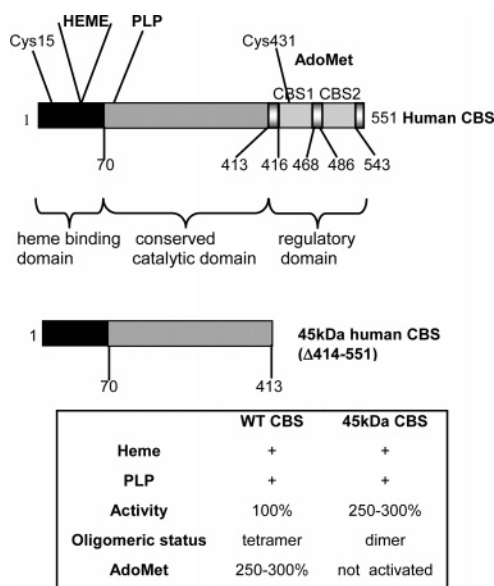 HEME PLP
Cys15 Cys431
AdoMet
CBS1 CBS2
1 551 Human CBS
70 413 416 468 486 543
heme binding domain
conserved catalytic domain
regulatory domain
1 45kDa human CBS
(Δ414-551)
70 413
WT CBS 45kDa CBS
Heme + +
PLP + +
Activity 100% 250-300%
Oligomeric status tetramer dimer
AdoMet 250-300% not activated